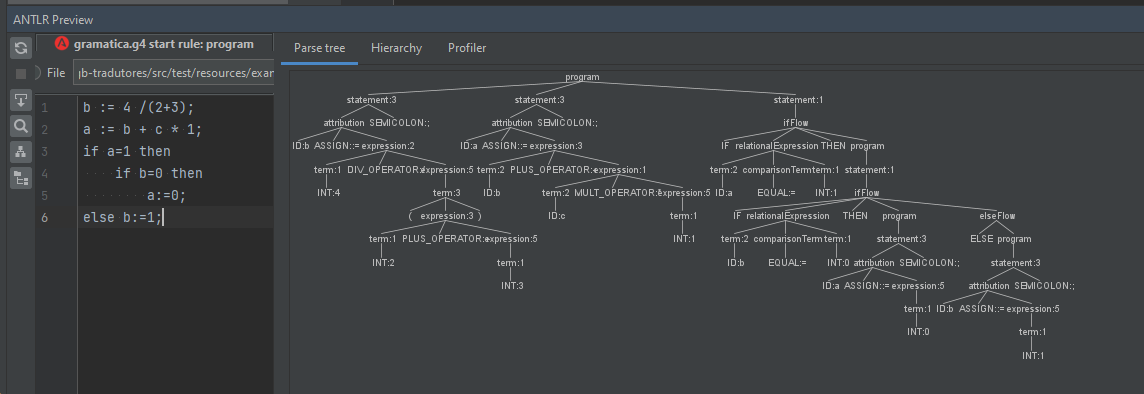 ANTLR Preview
gramatica.g4 start rule: program
File
b-tradutores/src/test/resources/exar
1 b := 4 /(2+3);
2 a := b + c * 1;
3 if a=1 then
4 if b=0 then
5 a:=0;
6 else b:=1;
Parse tree Hierarchy Profiler
program
statement:3 statement:3 statement:1
attribution SEMICOLON:; attribution SEMICOLON:; ifFlow
ID:b ASSIGN::= expression:2 ID:a ASSIGN::= expression:3 IF relationalExpression THEN program
term:1 DIV_OPERATOR:/ expression:5 term:2 PLUS_OPERATOR:+ expression:1 term:2 comparisonTerm term:1 statement:1
INT:4 term:3 ID:b term:2 MULT_OPERATOR:* expression:5 ID:a EQUAL:= INT:1 ifFlow
( expression:3 ) ID:c term:1 IF relationalExpression THEN program elseFlow
term:1 PLUS_OPERATOR:+ expression:5 INT:1 term:2 comparisonTerm term:1 statement:3 ELSE program
INT:2 term:1 ID:b EQUAL:= INT:0 attribution SEMICOLON:; statement:3
INT:3 ID:a ASSIGN::= expression:5 attribution SEMICOLON:;
term:1 ID:b ASSIGN::= expression:5
INT:0 term:1
INT:1